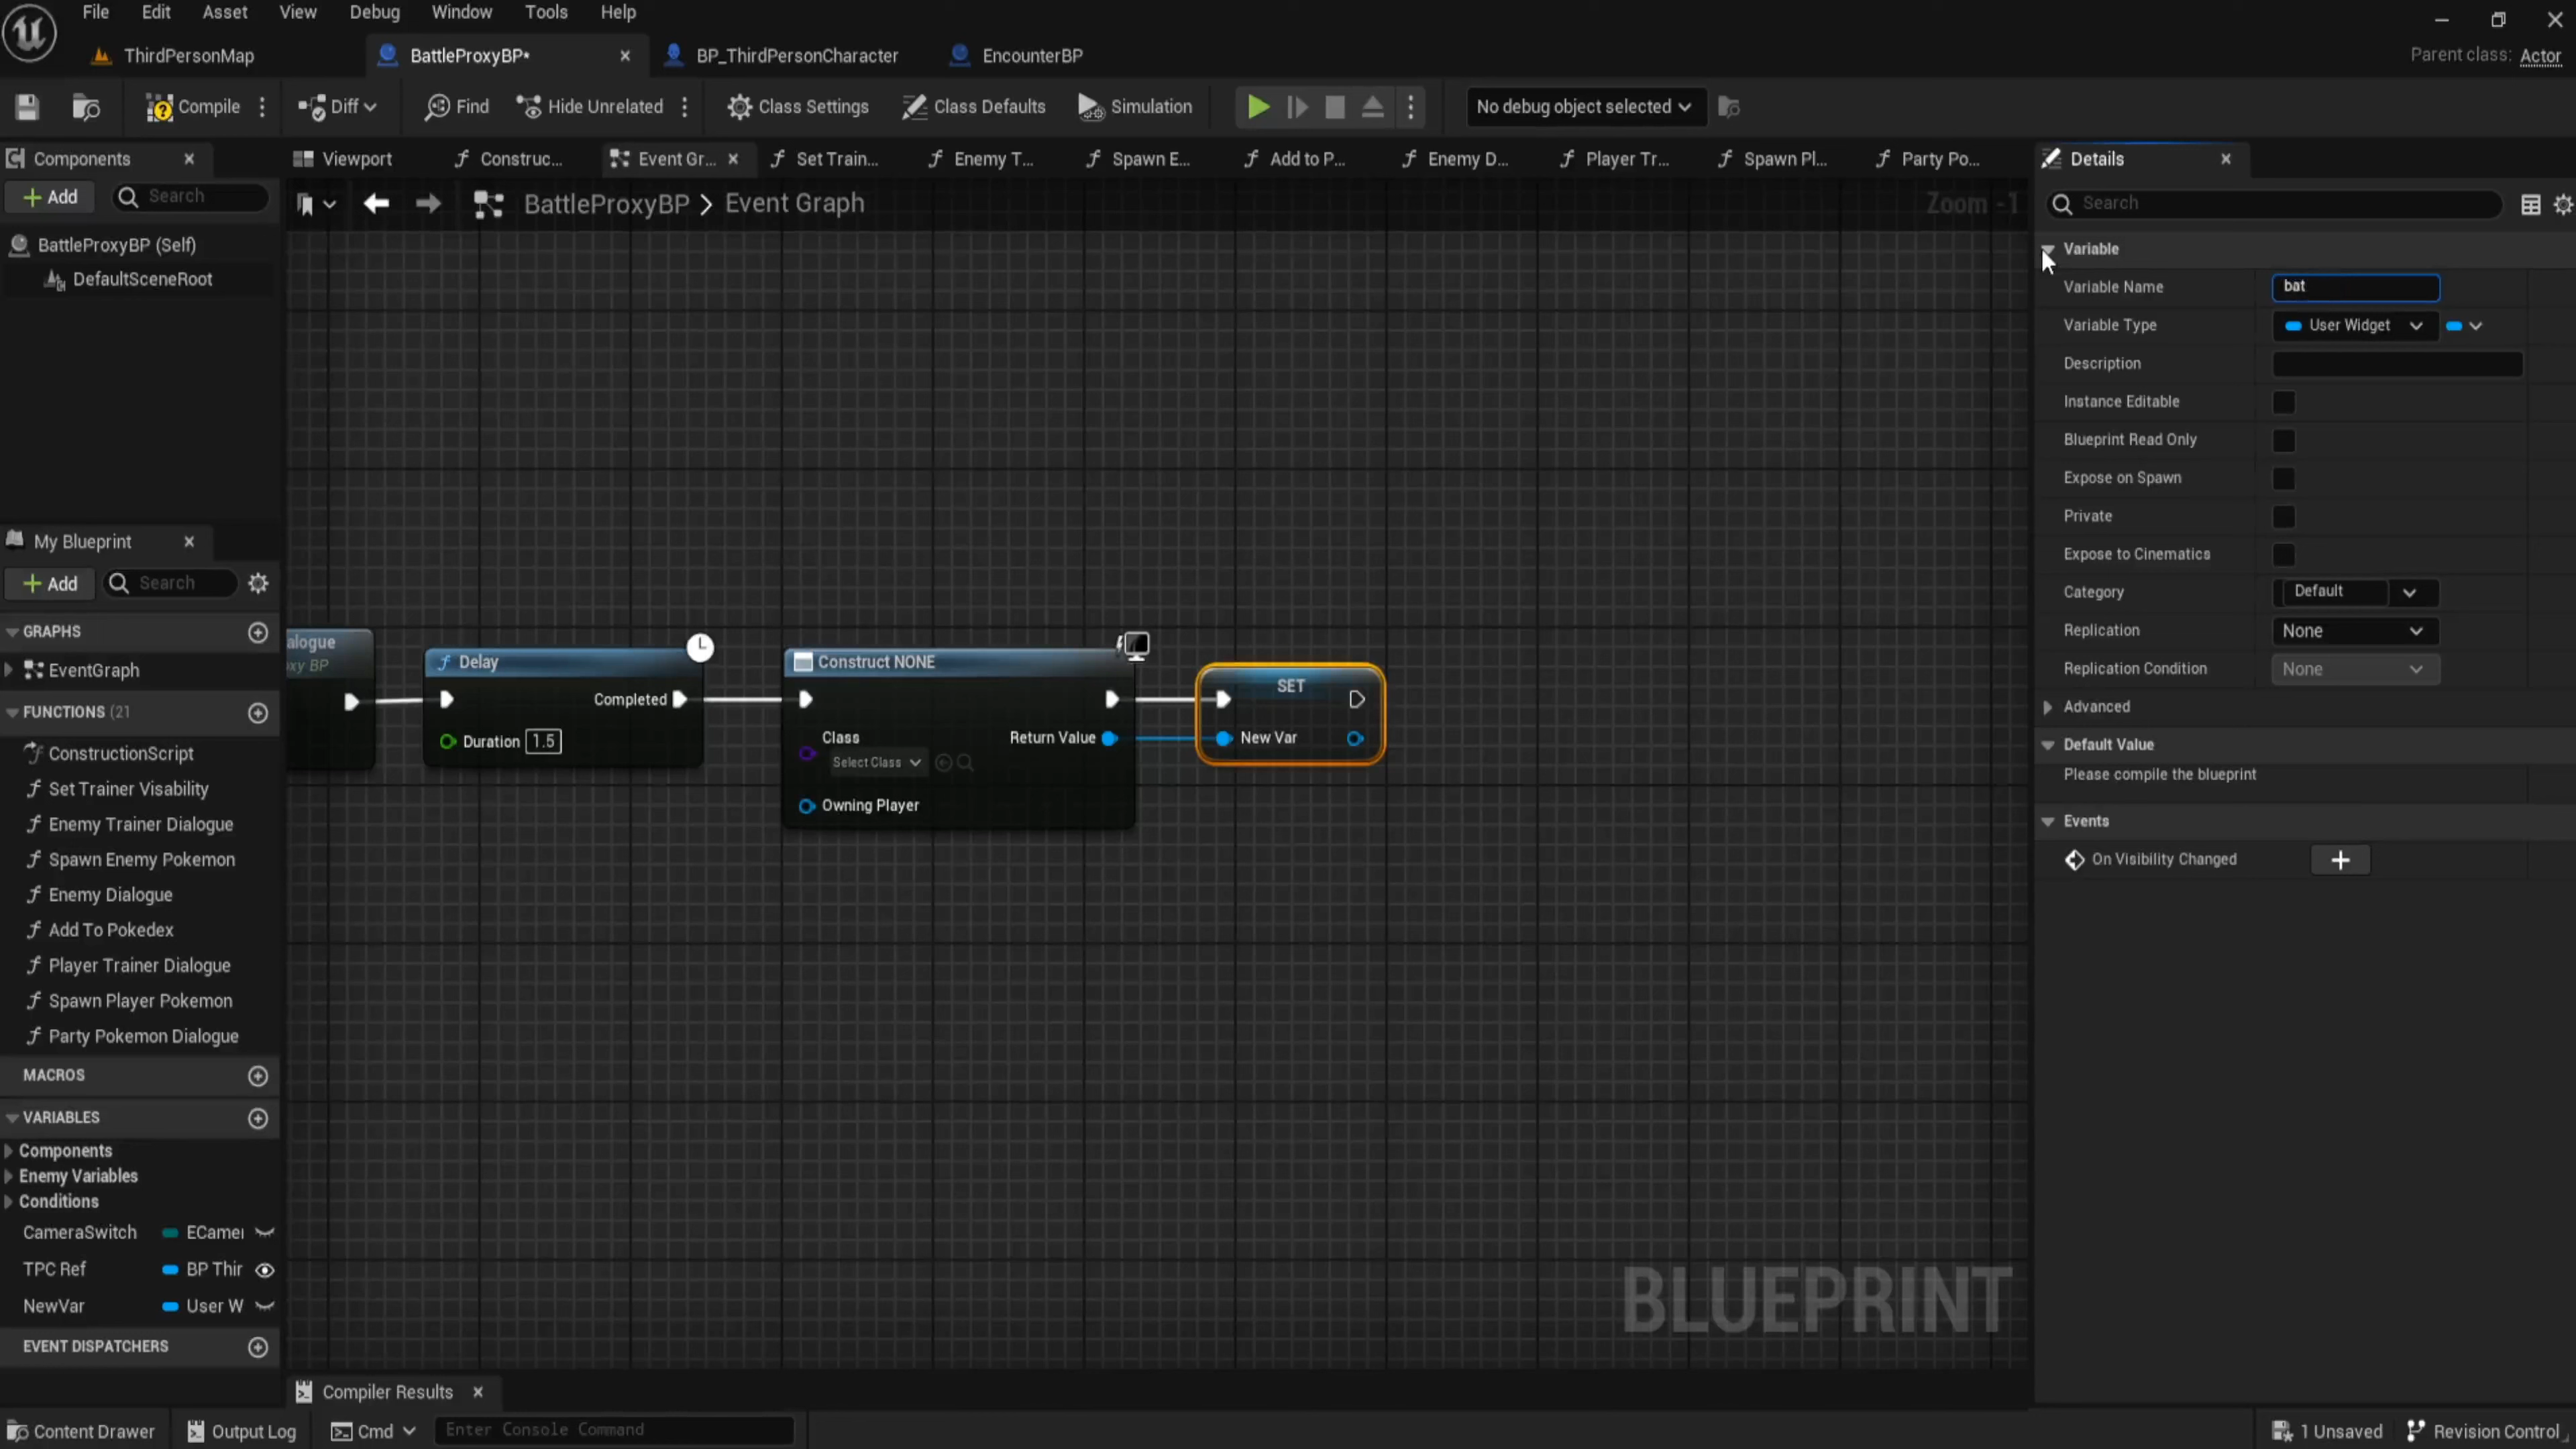 File Edit Asset View Debug Window Tools Help
ThirdPersonMap BattleProxyBP* BP_ThirdPersonCharacter EncounterBP Parent class: Actor
Compile Diff Find Hide Unrelated Class Settings Class Defaults Simulation No debug object selected
Components Viewport Construc... Event Gr... Set Train... Enemy T... Spawn E... Add to P... Enemy D... Player Tr... Spawn Pl... Party Po... Details
Add Search BattleProxyBP > Event Graph Zoom -1 Search
BattleProxyBP (Self)
DefaultSceneRoot
My Blueprint
Add Search
GRAPHS
EventGraph
FUNCTIONS (21
ConstructionScript
Set Trainer Visability
Enemy Trainer Dialogue
Spawn Enemy Pokemon
Enemy Dialogue
Add To Pokedex
Player Trainer Dialogue
Spawn Player Pokemon
Party Pokemon Dialogue
MACROS
VARIABLES
Components
Enemy Variables
Conditions
CameraSwitch ECamer
TPC Ref BP Thir
NewVar User W
EVENT DISPATCHERS
alogue
xy BP
Delay
Completed
Duration 1.5
Construct NONE
Class Return Value
Select Class
Owning Player
SET
New Var
BLUEPRINT
Variable
Variable Name bat
Variable Type User Widget
Description
Instance Editable
Blueprint Read Only
Expose on Spawn
Private
Expose to Cinematics
Category Default
Replication None
Replication Condition None
Advanced
Default Value
Please compile the blueprint
Events
On Visibility Changed
Compiler Results
Content Drawer Output Log Cmd Enter Console Command 1 Unsaved Revision Control